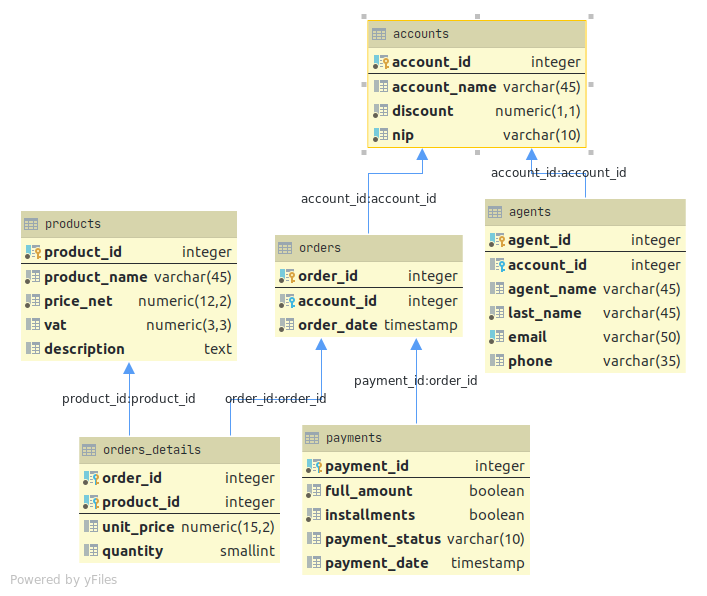 accounts
account_id integer
account_name varchar(45)
discount numeric(1,1)
nip varchar(10)
account_id:account_id
account_id:account_id
products
product_id integer
product_name varchar(45)
price_net numeric(12,2)
vat numeric(3,3)
description text
orders
order_id integer
account_id integer
order_date timestamp
agents
agent_id integer
account_id integer
agent_name varchar(45)
last_name varchar(45)
email varchar(50)
phone varchar(35)
product_id:product_id
order_id:order_id
payment_id:order_id
orders_details
order_id integer
product_id integer
unit_price numeric(15,2)
quantity smallint
payments
payment_id integer
full_amount boolean
installments boolean
payment_status varchar(10)
payment_date timestamp
Powered by yFiles